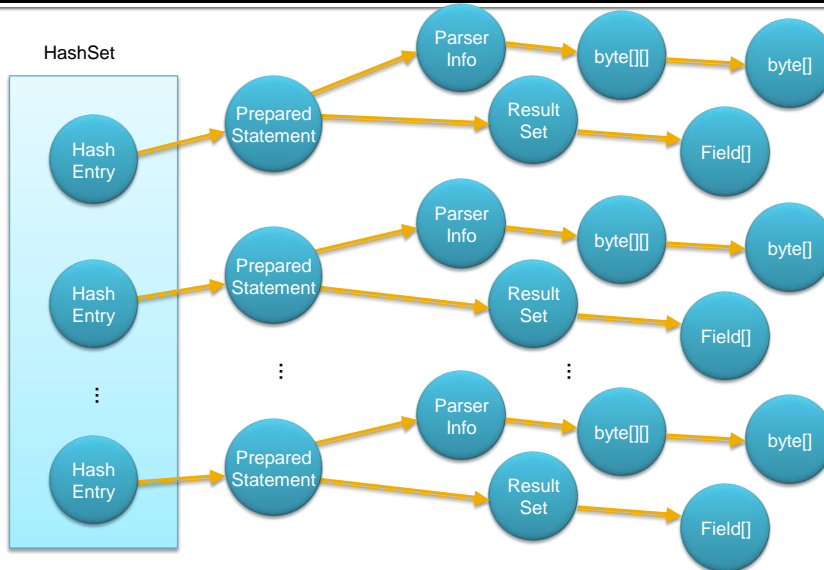 HashSet
Parser
Info
byte[][]
byte[]
Prepared
Statement
Result
Set
Hash
Entry
Field[]
Parser
Info
byte[][]
byte[]
Prepared
Statement
Result
Set
Hash
Entry
Field[]
...
...
...
Parser
Info
byte[][]
byte[]
Prepared
Statement
Result
Set
Hash
Entry
Field[]